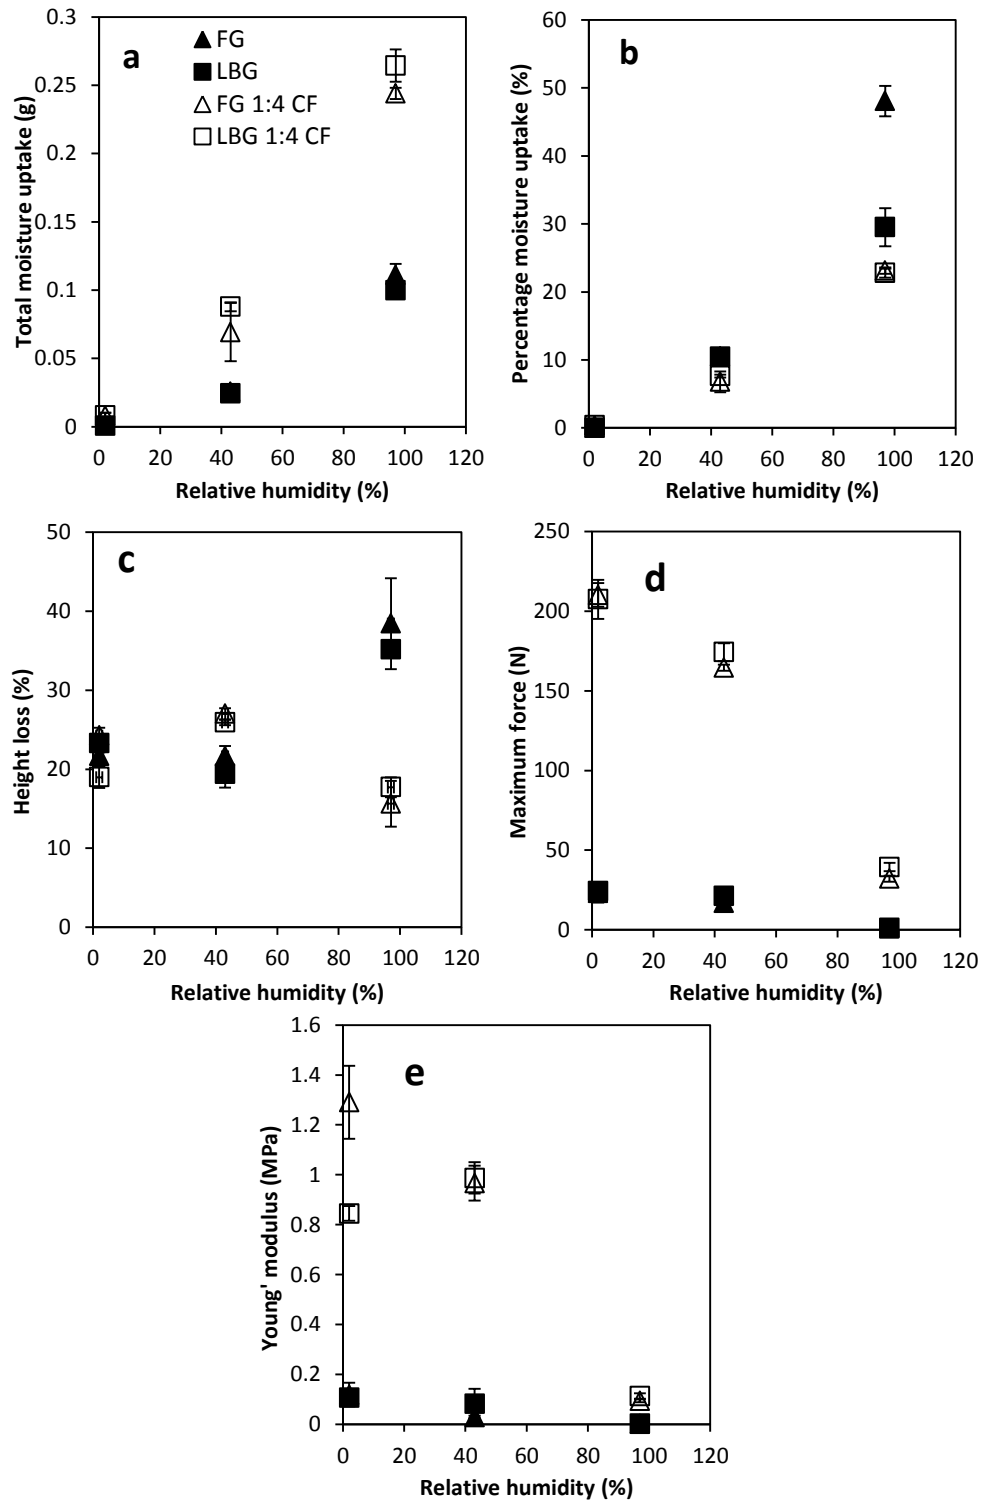 a
FG
LBG
FG 1:4 CF
LBG 1:4 CF
0.3
0.25
0.2
0.15
0.1
0.05
0
Total moisture uptake (g)
0 20 40 60 80 100 120
Relative humidity (%)
b
60
50
40
30
20
10
0
Percentage moisture uptake (%)
0 20 40 60 80 100 120
Relative humidity (%)
c
50
40
30
20
10
0
Height loss (%)
0 20 40 60 80 100 120
Relative humidity (%)
d
250
200
150
100
50
0
Maximum force (N)
0 20 40 60 80 100 120
Relative humidity (%)
e
1.6
1.4
1.2
1
0.8
0.6
0.4
0.2
0
Young' modulus (MPa)
0 20 40 60 80 100 120
Relative humidity (%)